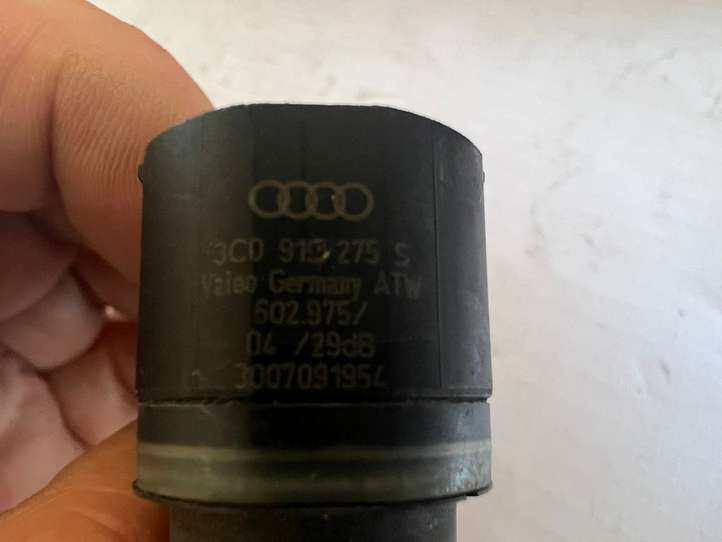 3C0 919 275 S
Valeo Germany ATW
602.975/
04 /29dB
3007091954